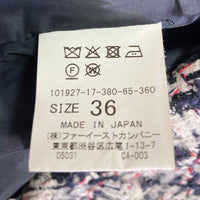 101927-17-380-65-360
SIZE 36
MADE IN JAPAN
(株)ファーイーストカンパニー
東京都渋谷区広尾1-13-7
05031 CA-003